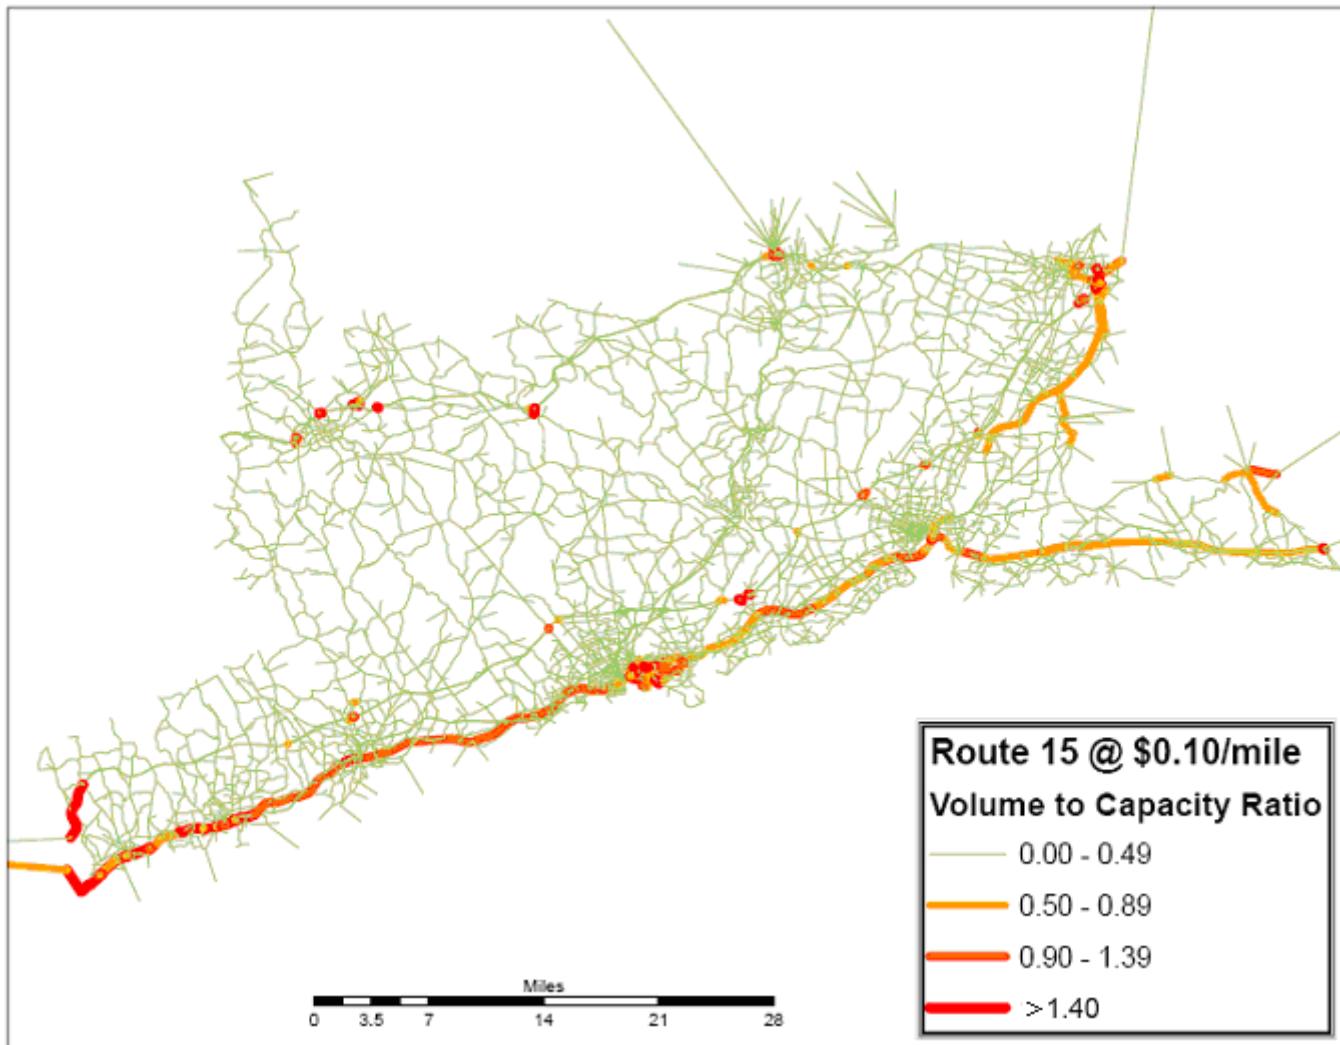 Route 15 @ $0.10/mile
Volume to Capacity Ratio
0.00 - 0.49
0.50 - 0.89
0.90 - 1.39
>1.40
Miles
0 3.5 7 14 21 28